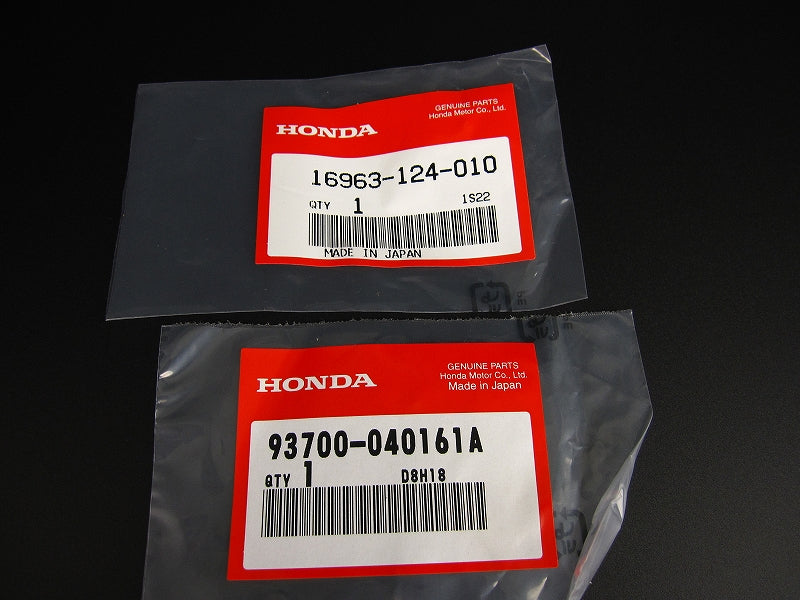 HONDA
GENUINE PARTS
Honda Motor Co., Ltd.
16963-124-010
QTY 1 1S22
MADE IN JAPAN
HONDA
GENUINE PARTS
Honda Motor Co., Ltd.
Made in Japan
93700-040161A
QTY 1 D8H18